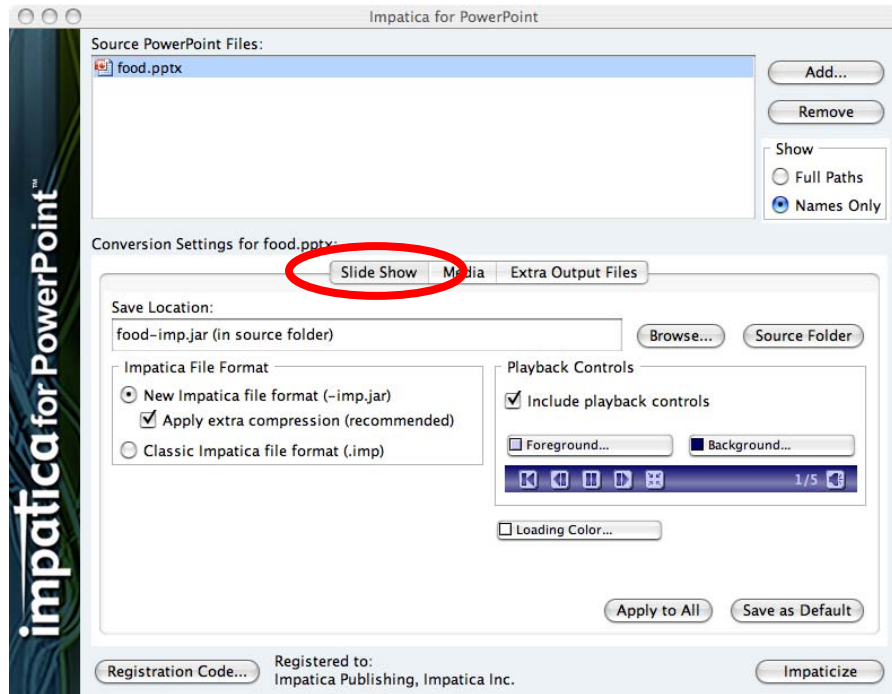 Impatica for PowerPoint
Source PowerPoint Files:
food.pptx
Add...
Remove
Show
Full Paths
Names Only
impatica for PowerPoint™
Conversion Settings for food.pptx:
Slide Show Media Extra Output Files
Save Location:
food-imp.jar (in source folder)
Browse... Source Folder
Impatica File Format
New Impatica file format (-imp.jar)
Apply extra compression (recommended)
Classic Impatica file format (.imp)
Playback Controls
Include playback controls
Foreground... Background...
1/5
Loading Color...
Apply to All Save as Default
Registration Code...
Registered to:
Impatica Publishing, Impatica Inc.
Impaticize